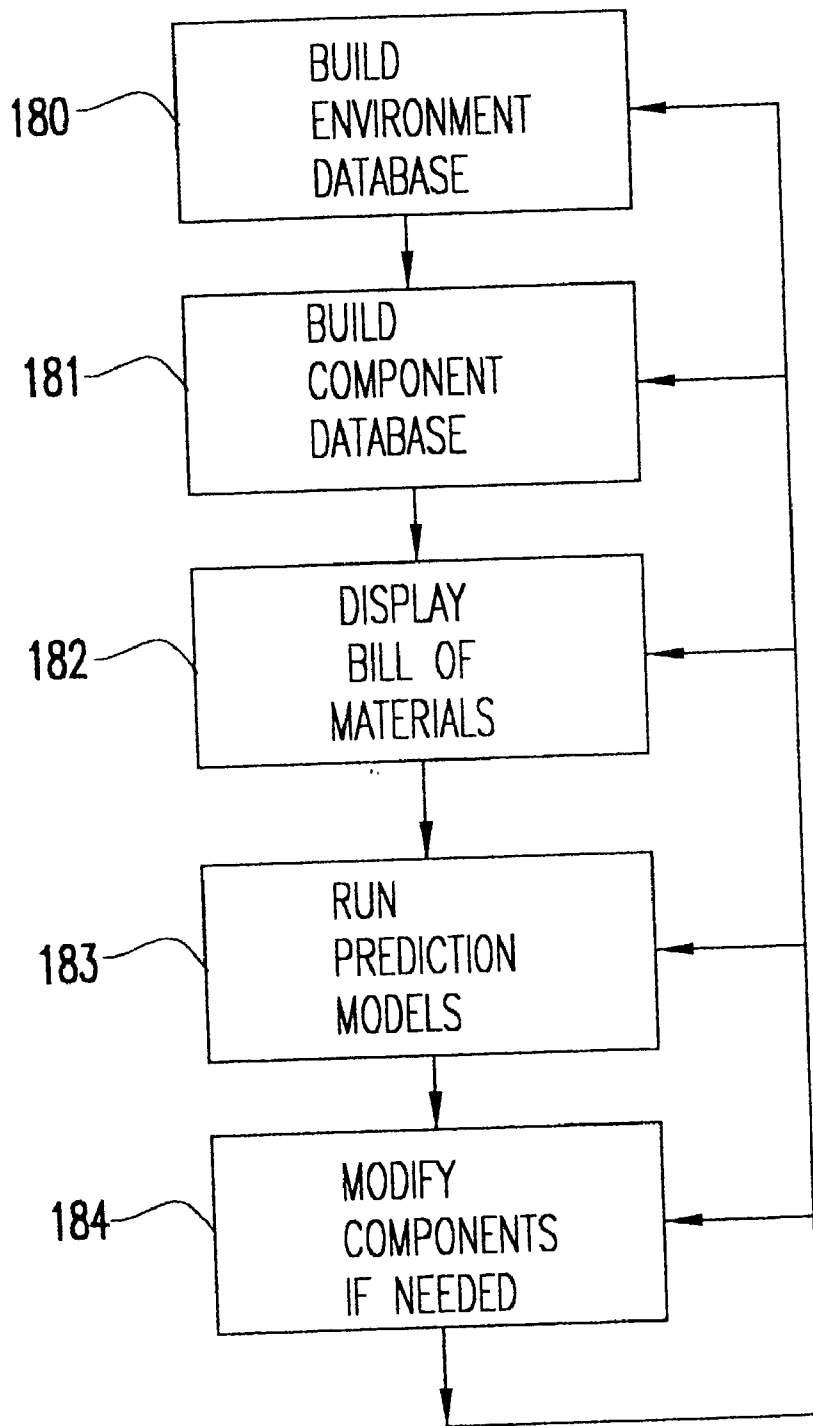 180
BUILD
ENVIRONMENT
DATABASE
181
BUILD
COMPONENT
DATABASE
182
DISPLAY
BILL OF
MATERIALS
183
RUN
PREDICTION
MODELS
184
MODIFY
COMPONENTS
IF NEEDED